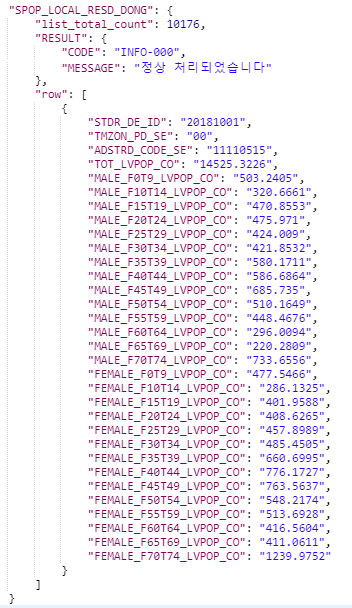 "SPOP_LOCAL_RESD_DONG": {
"list_total_count": 10176,
"RESULT": {
"CODE": "INFO-000",
"MESSAGE": "정상 처리되었습니다"
},
"row": [
{
"STDR_DE_ID": "20181001",
"TMZON_PD_SE": "00",
"ADSTRD_CODE_SE": "11110515",
"TOT_LVPOP_CO": "14525.3226",
"MALE_F0T9_LVPOP_CO": "503.2405",
"MALE_F10T14_LVPOP_CO": "320.6661",
"MALE_F15T19_LVPOP_CO": "470.8553",
"MALE_F20T24_LVPOP_CO": "475.971",
"MALE_F25T29_LVPOP_CO": "424.009",
"MALE_F30T34_LVPOP_CO": "421.8532",
"MALE_F35T39_LVPOP_CO": "580.1711",
"MALE_F40T44_LVPOP_CO": "586.6864",
"MALE_F45T49_LVPOP_CO": "685.735",
"MALE_F50T54_LVPOP_CO": "510.1649",
"MALE_F55T59_LVPOP_CO": "448.4676",
"MALE_F60T64_LVPOP_CO": "296.0094",
"MALE_F65T69_LVPOP_CO": "220.2809",
"MALE_F70T74_LVPOP_CO": "733.6556",
"FEMALE_F0T9_LVPOP_CO": "477.5466",
"FEMALE_F10T14_LVPOP_CO": "286.1325",
"FEMALE_F15T19_LVPOP_CO": "401.9588",
"FEMALE_F20T24_LVPOP_CO": "408.6265",
"FEMALE_F25T29_LVPOP_CO": "457.8989",
"FEMALE_F30T34_LVPOP_CO": "485.4505",
"FEMALE_F35T39_LVPOP_CO": "660.6995",
"FEMALE_F40T44_LVPOP_CO": "776.1727",
"FEMALE_F45T49_LVPOP_CO": "763.5637",
"FEMALE_F50T54_LVPOP_CO": "548.2174",
"FEMALE_F55T59_LVPOP_CO": "513.6928",
"FEMALE_F60T64_LVPOP_CO": "416.5604",
"FEMALE_F65T69_LVPOP_CO": "411.0611",
"FEMALE_F70T74_LVPOP_CO": "1239.9752"
}
]
}